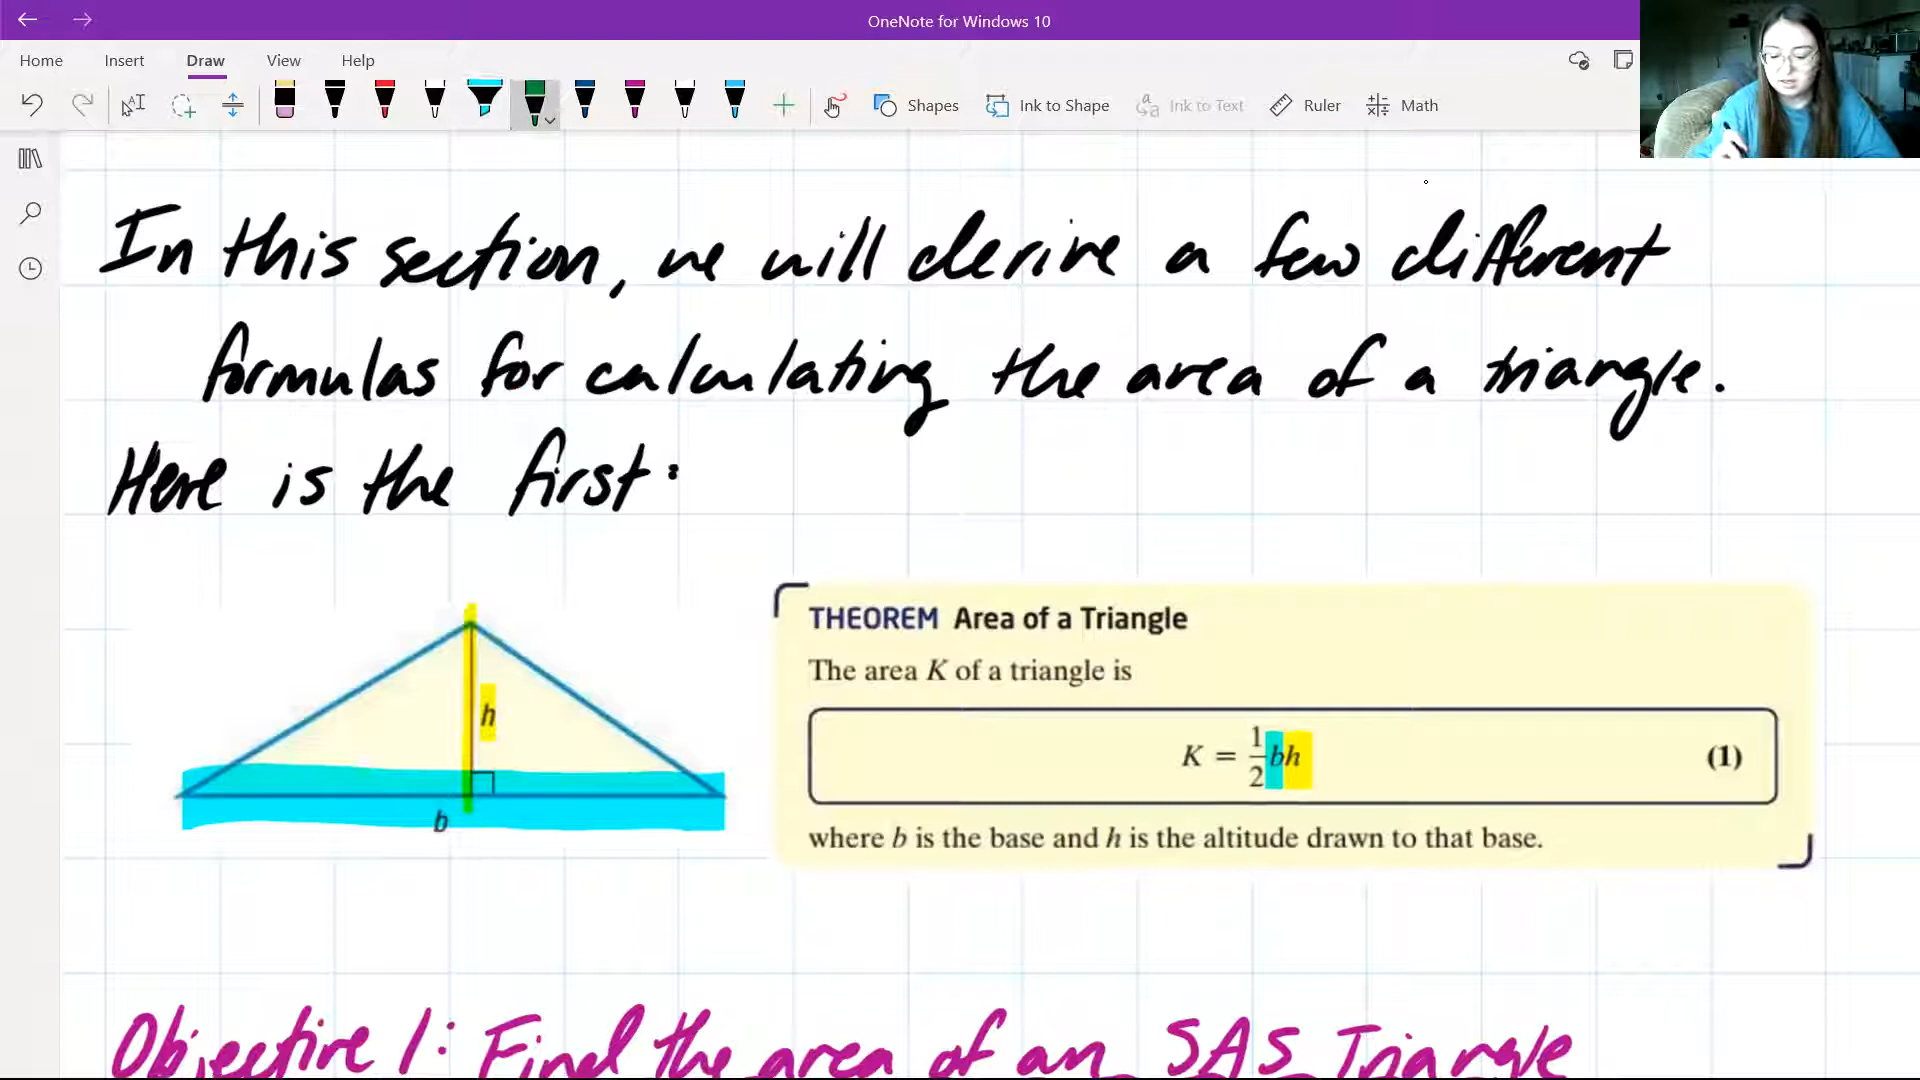 OneNote for Windows 10
Home Insert Draw View Help
Shapes Ink to Shape Ink to Text Ruler Math
In this section, we will derive a few different
formulas for calculating the area of a triangle.
Here is the first:
h
b
THEOREM Area of a Triangle
The area K of a triangle is
K = 1/2 bh (1)
where b is the base and h is the altitude drawn to that base.
Objective 1: Find the area of an SAS Triangle